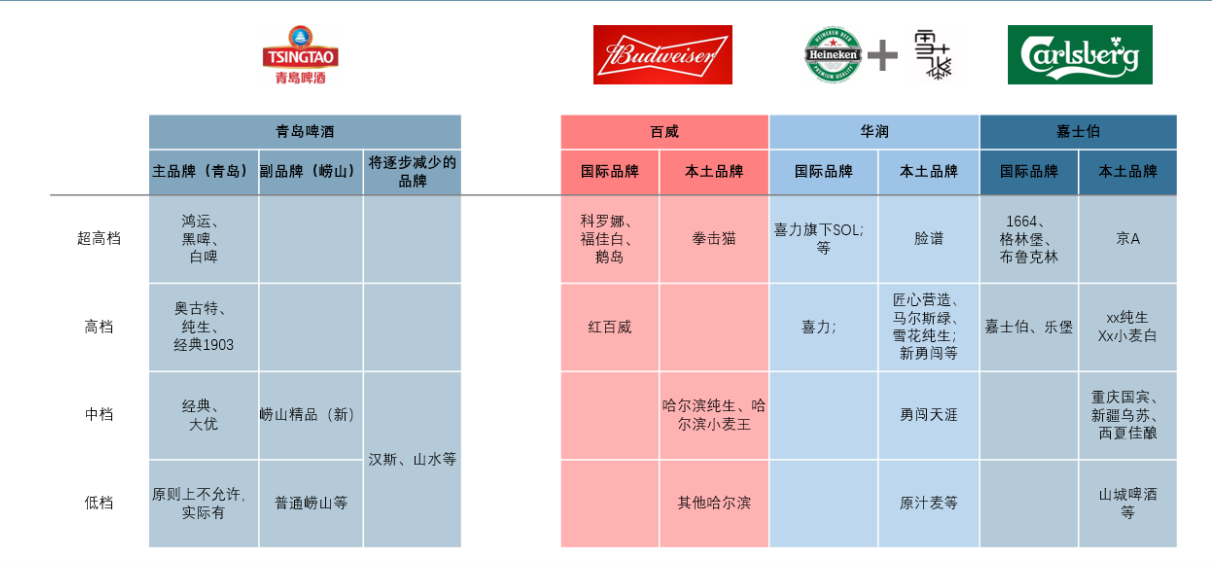 TSINGTAO
青岛啤酒
Budweiser
HEINEKEN BEER
Heineken
PREMIUM QUALITY
+
雪花
Carlsberg
青岛啤酒
百威
华润
嘉士伯
主品牌（青岛）
副品牌（崂山）
将逐步减少的
品牌
国际品牌
本土品牌
国际品牌
本土品牌
国际品牌
本土品牌
超高档
鸿运、
黑啤、
白啤
科罗娜、
福佳白、
鹅岛
拳击猫
喜力旗下SOL；
等
脸谱
1664、
格林堡、
布鲁克林
京A
高档
奥古特、
纯生、
经典1903
红百威
喜力；
匠心营造、
马尔斯绿、
雪花纯生；
新勇闯等
嘉士伯、乐堡
xx纯生
Xx小麦白
中档
经典、
大优
崂山精品（新）
汉斯、山水等
哈尔滨纯生、哈
尔滨小麦王
勇闯天涯
重庆国宾、
新疆乌苏、
西夏佳酿
低档
原则上不允许，
实际有
普通崂山等
其他哈尔滨
原汁麦等
山城啤酒
等